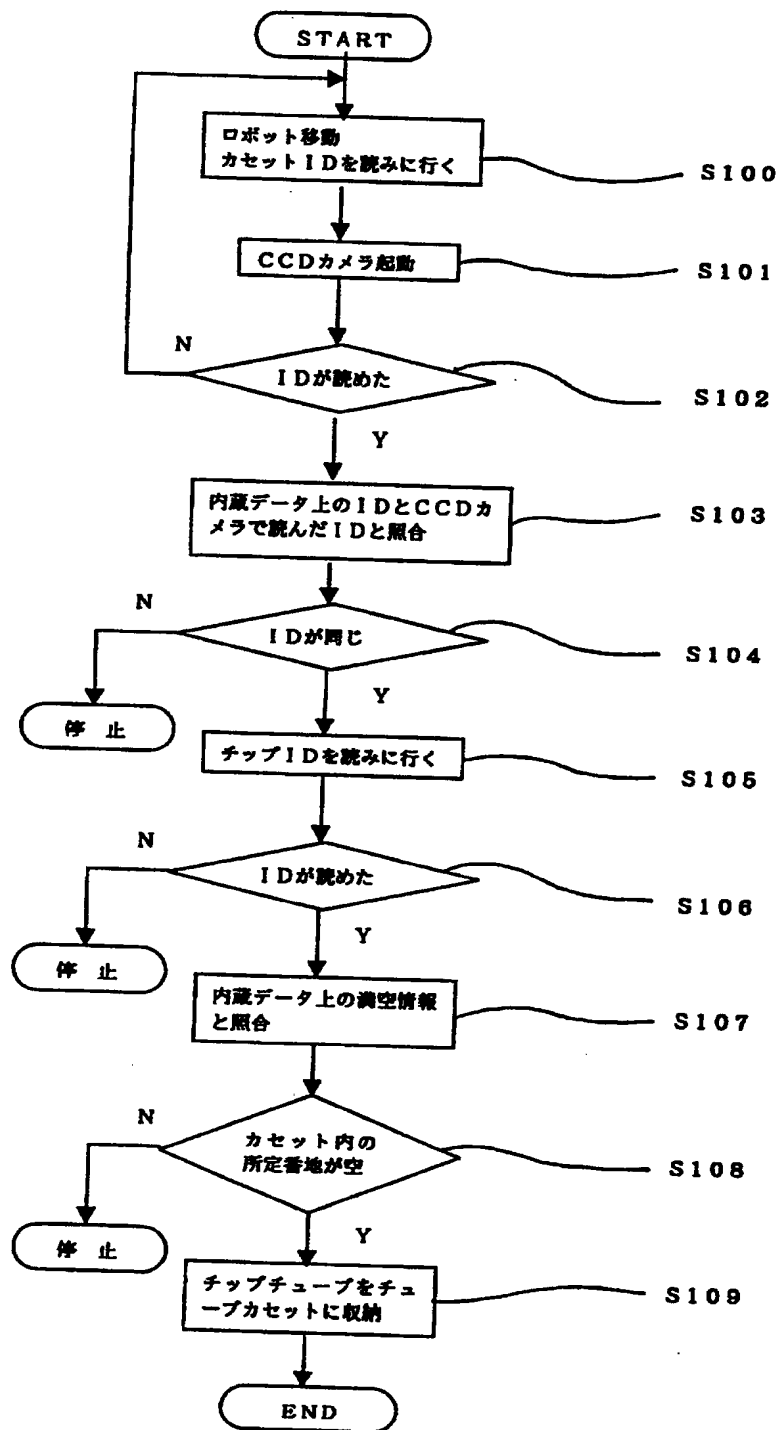 START
ロボット移動
カセットIDを読みに行く
S100
CCDカメラ起動
S101
N
IDが読めた
S102
Y
内蔵データ上のIDとCCDカ
メラで読んだIDと照合
S103
N
IDが同じ
S104
Y
停 止
チップIDを読みに行く
S105
N
IDが読めた
S106
Y
停 止
内蔵データ上の満空情報
と照合
S107
N
カセット内の
所定番地が空
S108
Y
停 止
チップチューブをチュ
ーブカセットに収納
S109
END